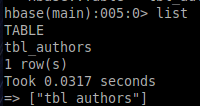 hbase(main):005:0> list
TABLE
tbl_authors
1 row(s)
Took 0.0317 seconds
=> ["tbl_authors"]